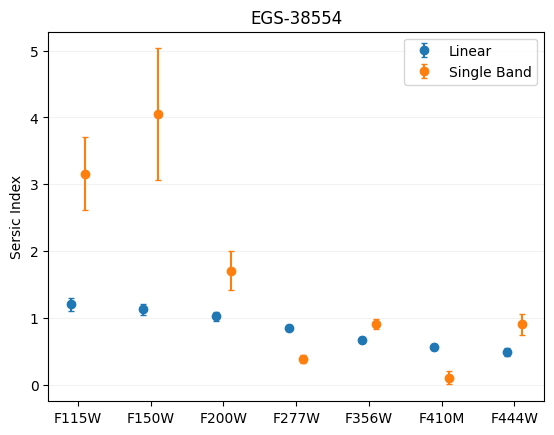 EGS-38554
Linear
Single Band
Sersic Index
5
4
3
2
1
0
F115W F150W F200W F277W F356W F410M F444W